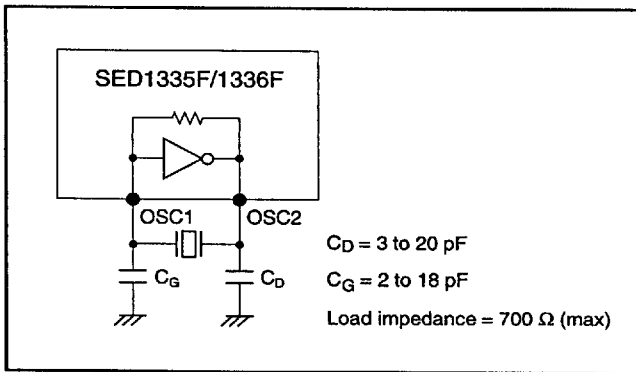 SED1335F/1336F
OSC1
OSC2
C_G
C_D
C_D = 3 to 20 pF
C_G = 2 to 18 pF
Load impedance = 700 Ω (max)